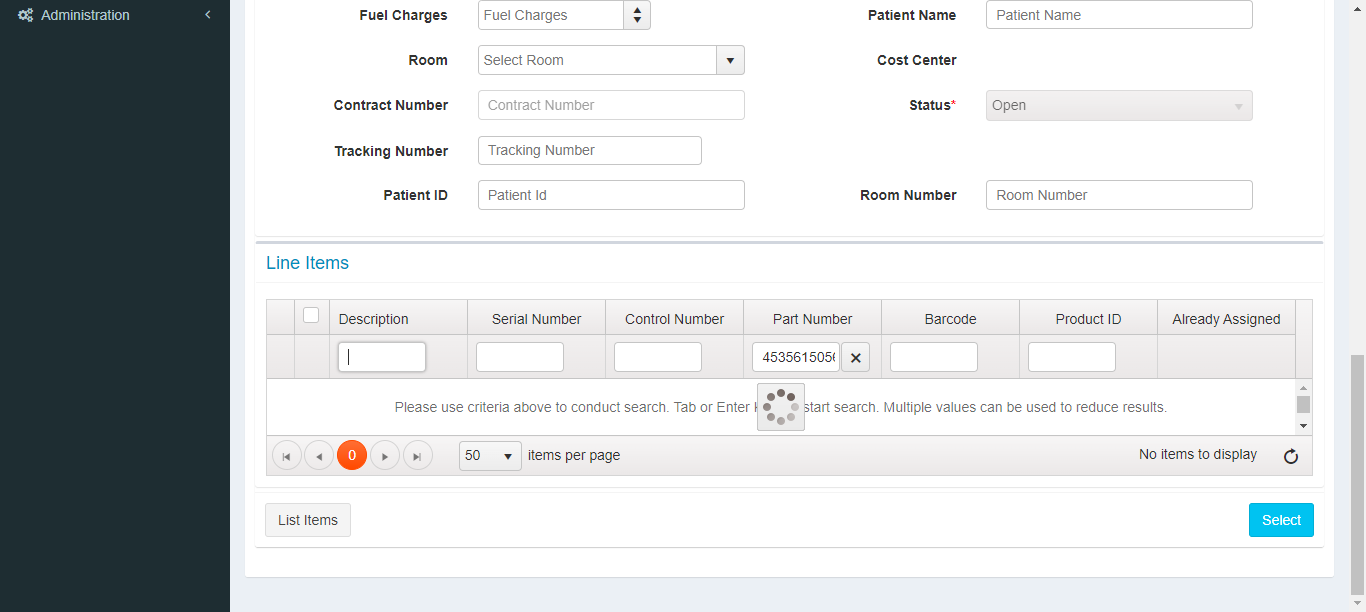 Administration
Fuel Charges Fuel Charges Patient Name Patient Name
Room Select Room Cost Center
Contract Number Contract Number Status* Open
Tracking Number Tracking Number
Patient ID Patient Id Room Number Room Number
Line Items
Description Serial Number Control Number Part Number Barcode Product ID Already Assigned
453561505
Please use criteria above to conduct search. Tab or Enter start search. Multiple values can be used to reduce results.
0 50 items per page No items to display
List Items Select